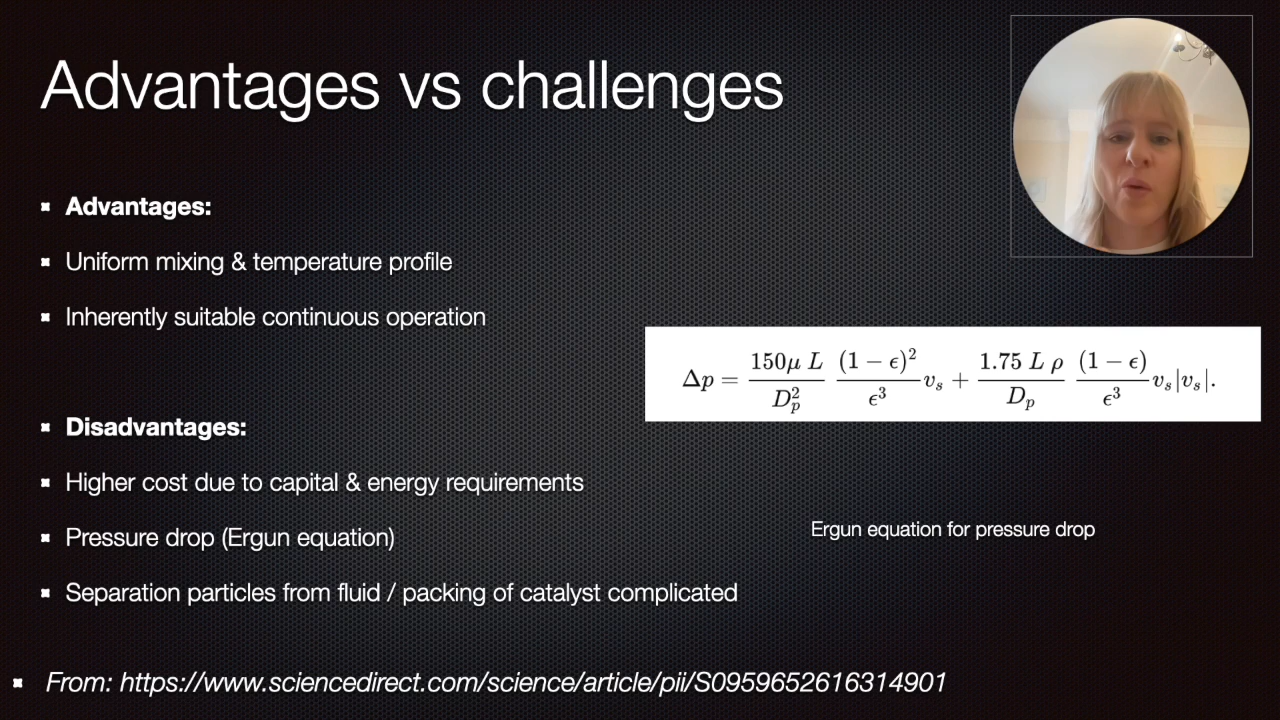 Advantages vs challenges
Advantages:
Uniform mixing & temperature profile
Inherently suitable continuous operation
Δp = 150μ L / D_p^2 (1 − ϵ)^2 / ϵ^3 v_s + 1.75 L ρ / D_p (1 − ϵ) / ϵ^3 v_s|v_s|.
Disadvantages:
Higher cost due to capital & energy requirements
Pressure drop (Ergun equation)
Ergun equation for pressure drop
Separation particles from fluid / packing of catalyst complicated
From: https://www.sciencedirect.com/science/article/pii/S0959652616314901